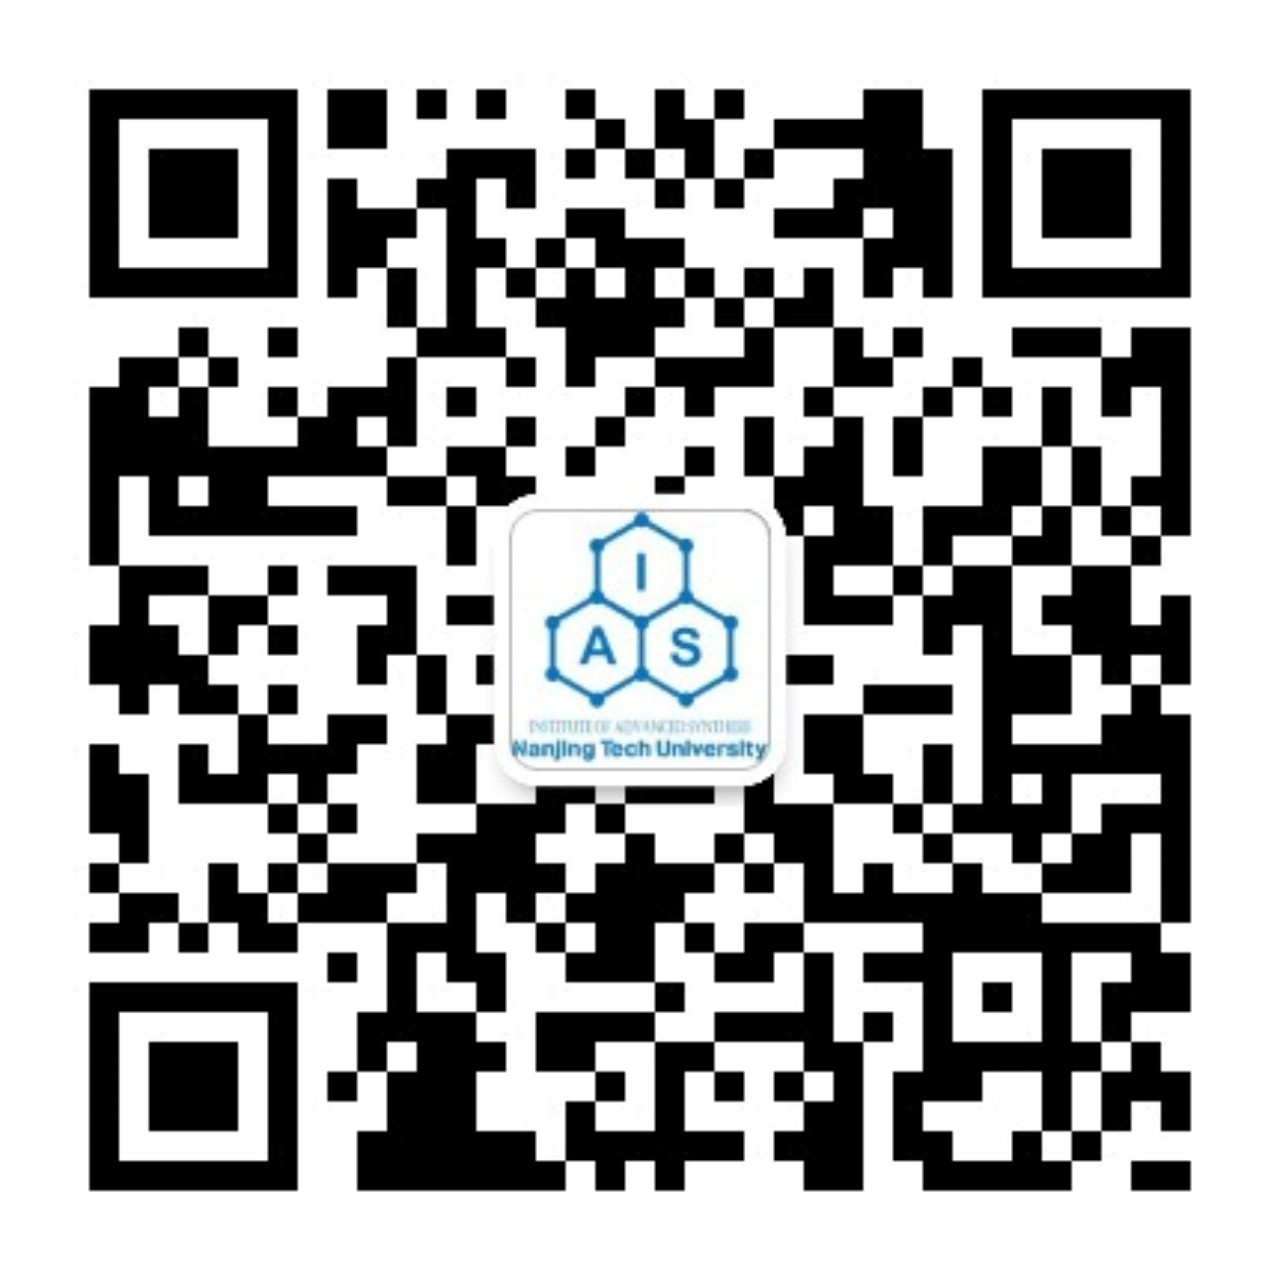 I
A S
INSTITUTE OF ADVANCED SYNTHESIS
Nanjing Tech University